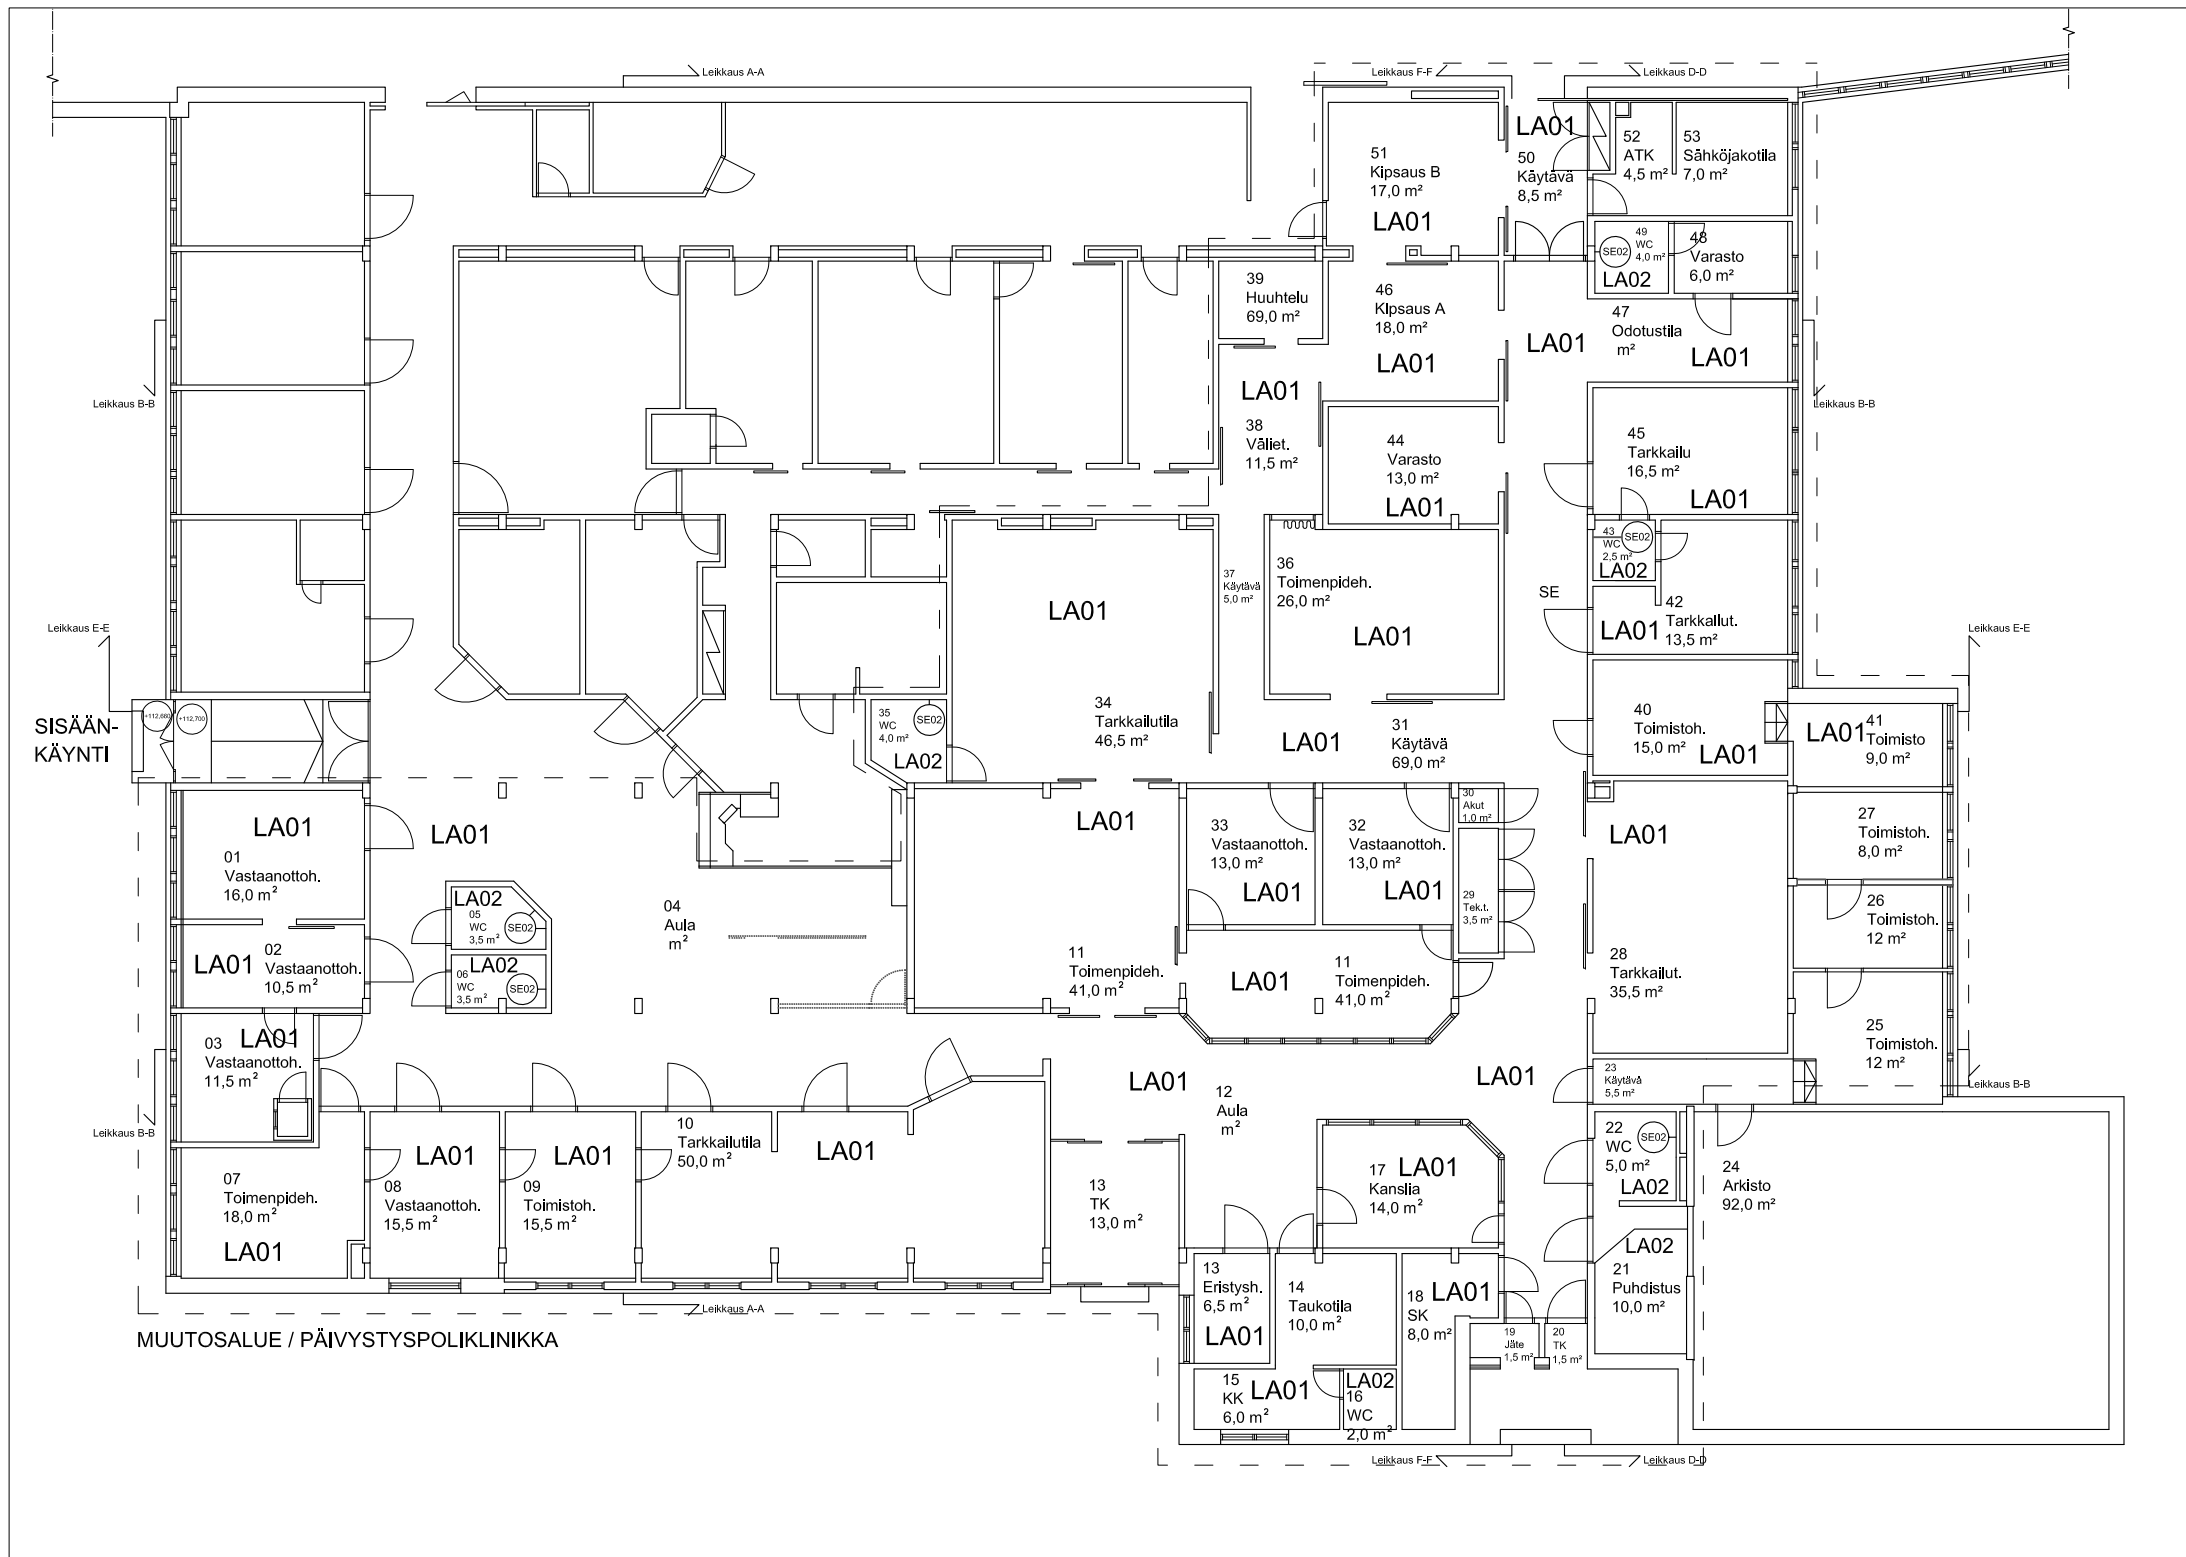 Leikkaus A-A
Leikkaus F-F
Leikkaus D-D
LA01
51
Kipsaus B
17,0 m²
LA01
50
Käytävä
8,5 m²
52
ATK
4,5 m²
53
Sähköjakotila
7,0 m²
SE02
49
WC
4,0 m²
LA02
48
Varasto
6,0 m²
39
Huuhtelu
69,0 m²
46
Kipsaus A
18,0 m²
LA01
47
Odotustila
m²
LA01
LA01
Leikkaus B-B
Leikkaus B-B
LA01
38
Väliet.
11,5 m²
44
Varasto
13,0 m²
LA01
45
Tarkkailu
16,5 m²
LA01
43
WC
2,5 m²
SE02
LA02
37
Käytävä
5,0 m²
36
Toimenpideh.
26,0 m²
LA01
LA01
SE
42
Tarkkailut.
13,5 m²
LA01
Leikkaus E-E
Leikkaus E-E
SISÄÄN-
KÄYNTI
+112,660
+112,700
35
WC
4,0 m²
SE02
LA02
34
Tarkkailutila
46,5 m²
LA01
31
Käytävä
69,0 m²
40
Toimistoh.
15,0 m²
LA01
LA01
41
Toimisto
9,0 m²
LA01
01
Vastaanottoh.
16,0 m²
LA01
LA01
33
Vastaanottoh.
13,0 m²
LA01
32
Vastaanottoh.
13,0 m²
LA01
30
Akut
1,0 m²
29
Tek.t.
3,5 m²
LA01
27
Toimistoh.
8,0 m²
26
Toimistoh.
12 m²
LA02
05
WC
3,5 m²
SE02
04
Aula
m²
LA01
02
Vastaanottoh.
10,5 m²
LA02
06
WC
3,5 m²
SE02
11
Toimenpideh.
41,0 m²
LA01
11
Toimenpideh.
41,0 m²
28
Tarkkailut.
35,5 m²
25
Toimistoh.
12 m²
LA01
03
Vastaanottoh.
11,5 m²
LA01
12
Aula
m²
LA01
23
Käytävä
5,5 m²
Leikkaus B-B
Leikkaus B-B
10
Tarkkailutila
50,0 m²
LA01
LA01
LA01
07
Toimenpideh.
18,0 m²
LA01
08
Vastaanottoh.
15,5 m²
09
Toimistoh.
15,5 m²
13
TK
13,0 m²
17
Kanslia
14,0 m²
LA01
22
WC
5,0 m²
SE02
LA02
24
Arkisto
92,0 m²
LA02
21
Puhdistus
10,0 m²
13
Eristysh.
6,5 m²
LA01
14
Taukotila
10,0 m²
18
SK
8,0 m²
LA01
19
Jäte
1,5 m²
20
TK
1,5 m²
Leikkaus A-A
MUUTOSALUE / PÄIVYSTYSPOLIKLINIKKA
15
KK
6,0 m²
LA01
LA02
16
WC
2,0 m²
Leikkaus F-F
Leikkaus D-D